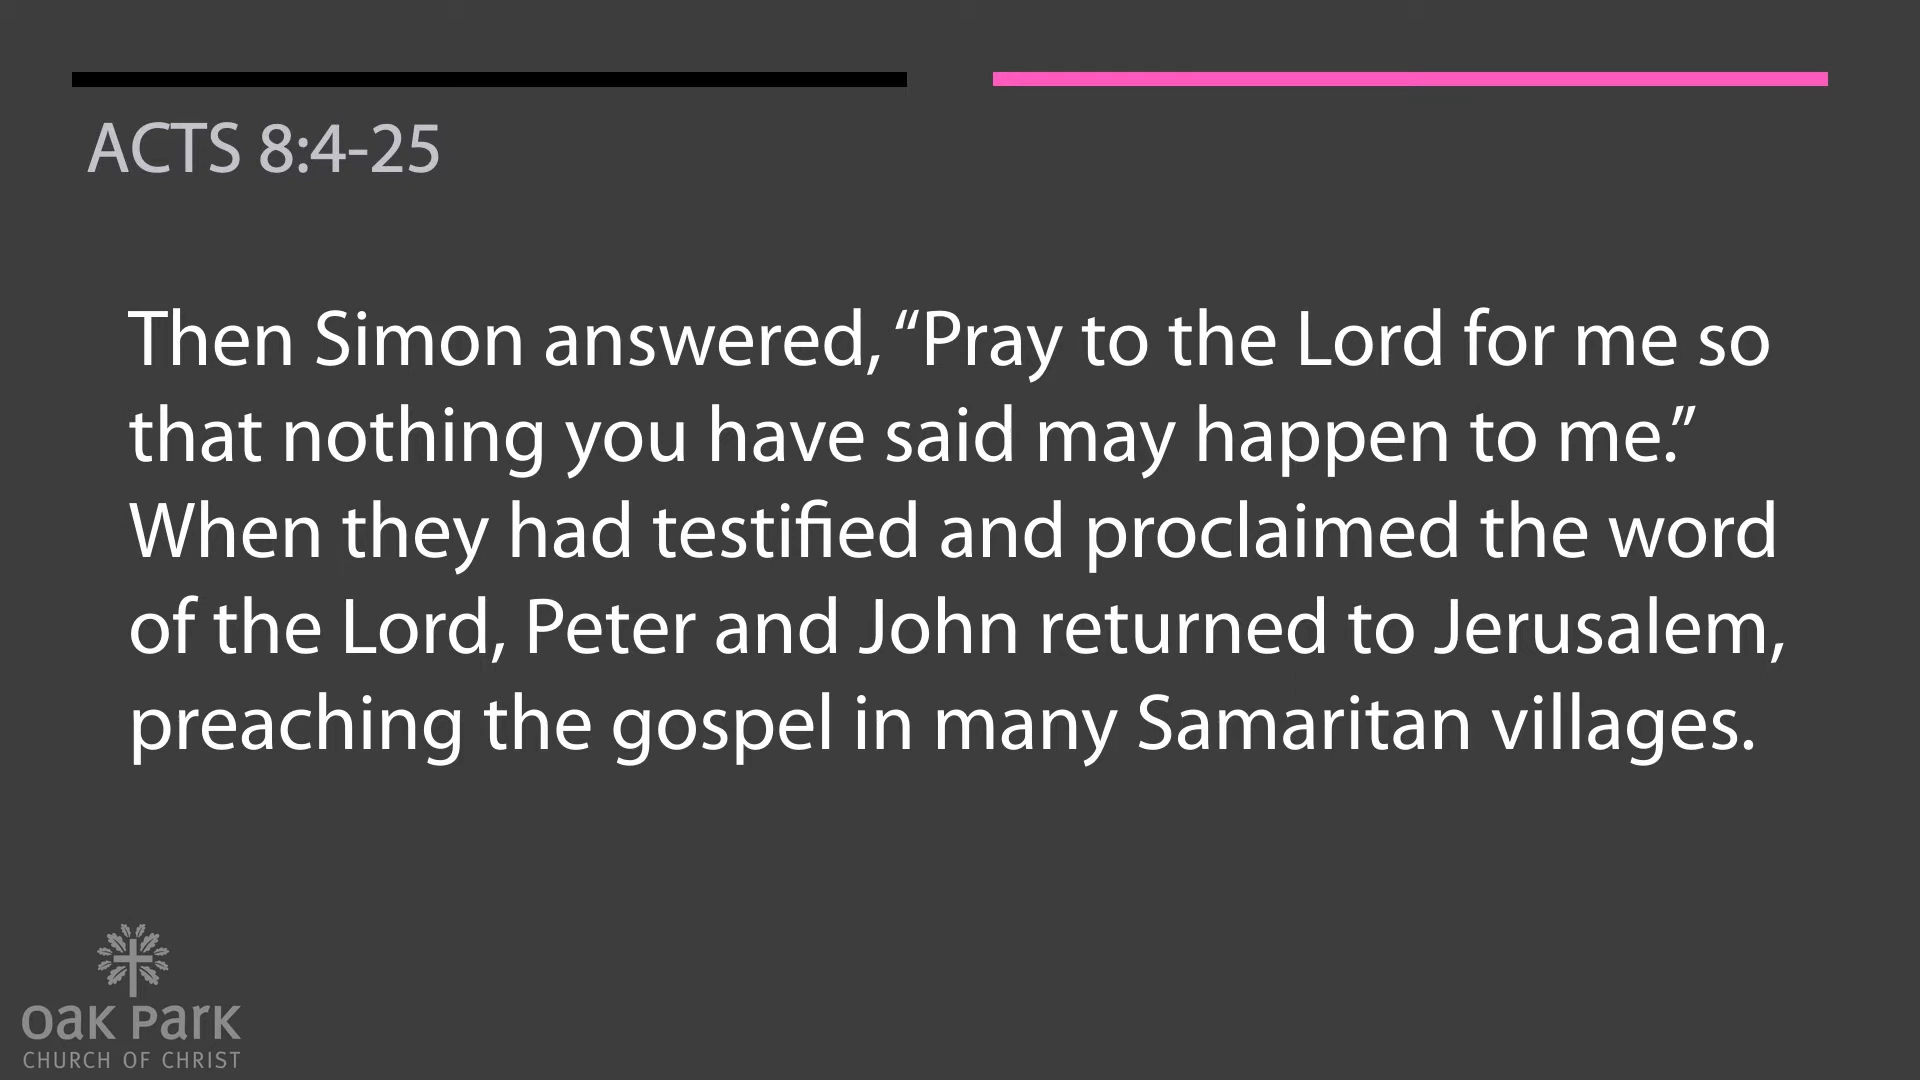 ACTS 8:4-25
Then Simon answered, “Pray to the Lord for me so
that nothing you have said may happen to me.”
When they had testified and proclaimed the word
of the Lord, Peter and John returned to Jerusalem,
preaching the gospel in many Samaritan villages.
Oak Park
CHURCH OF CHRIST